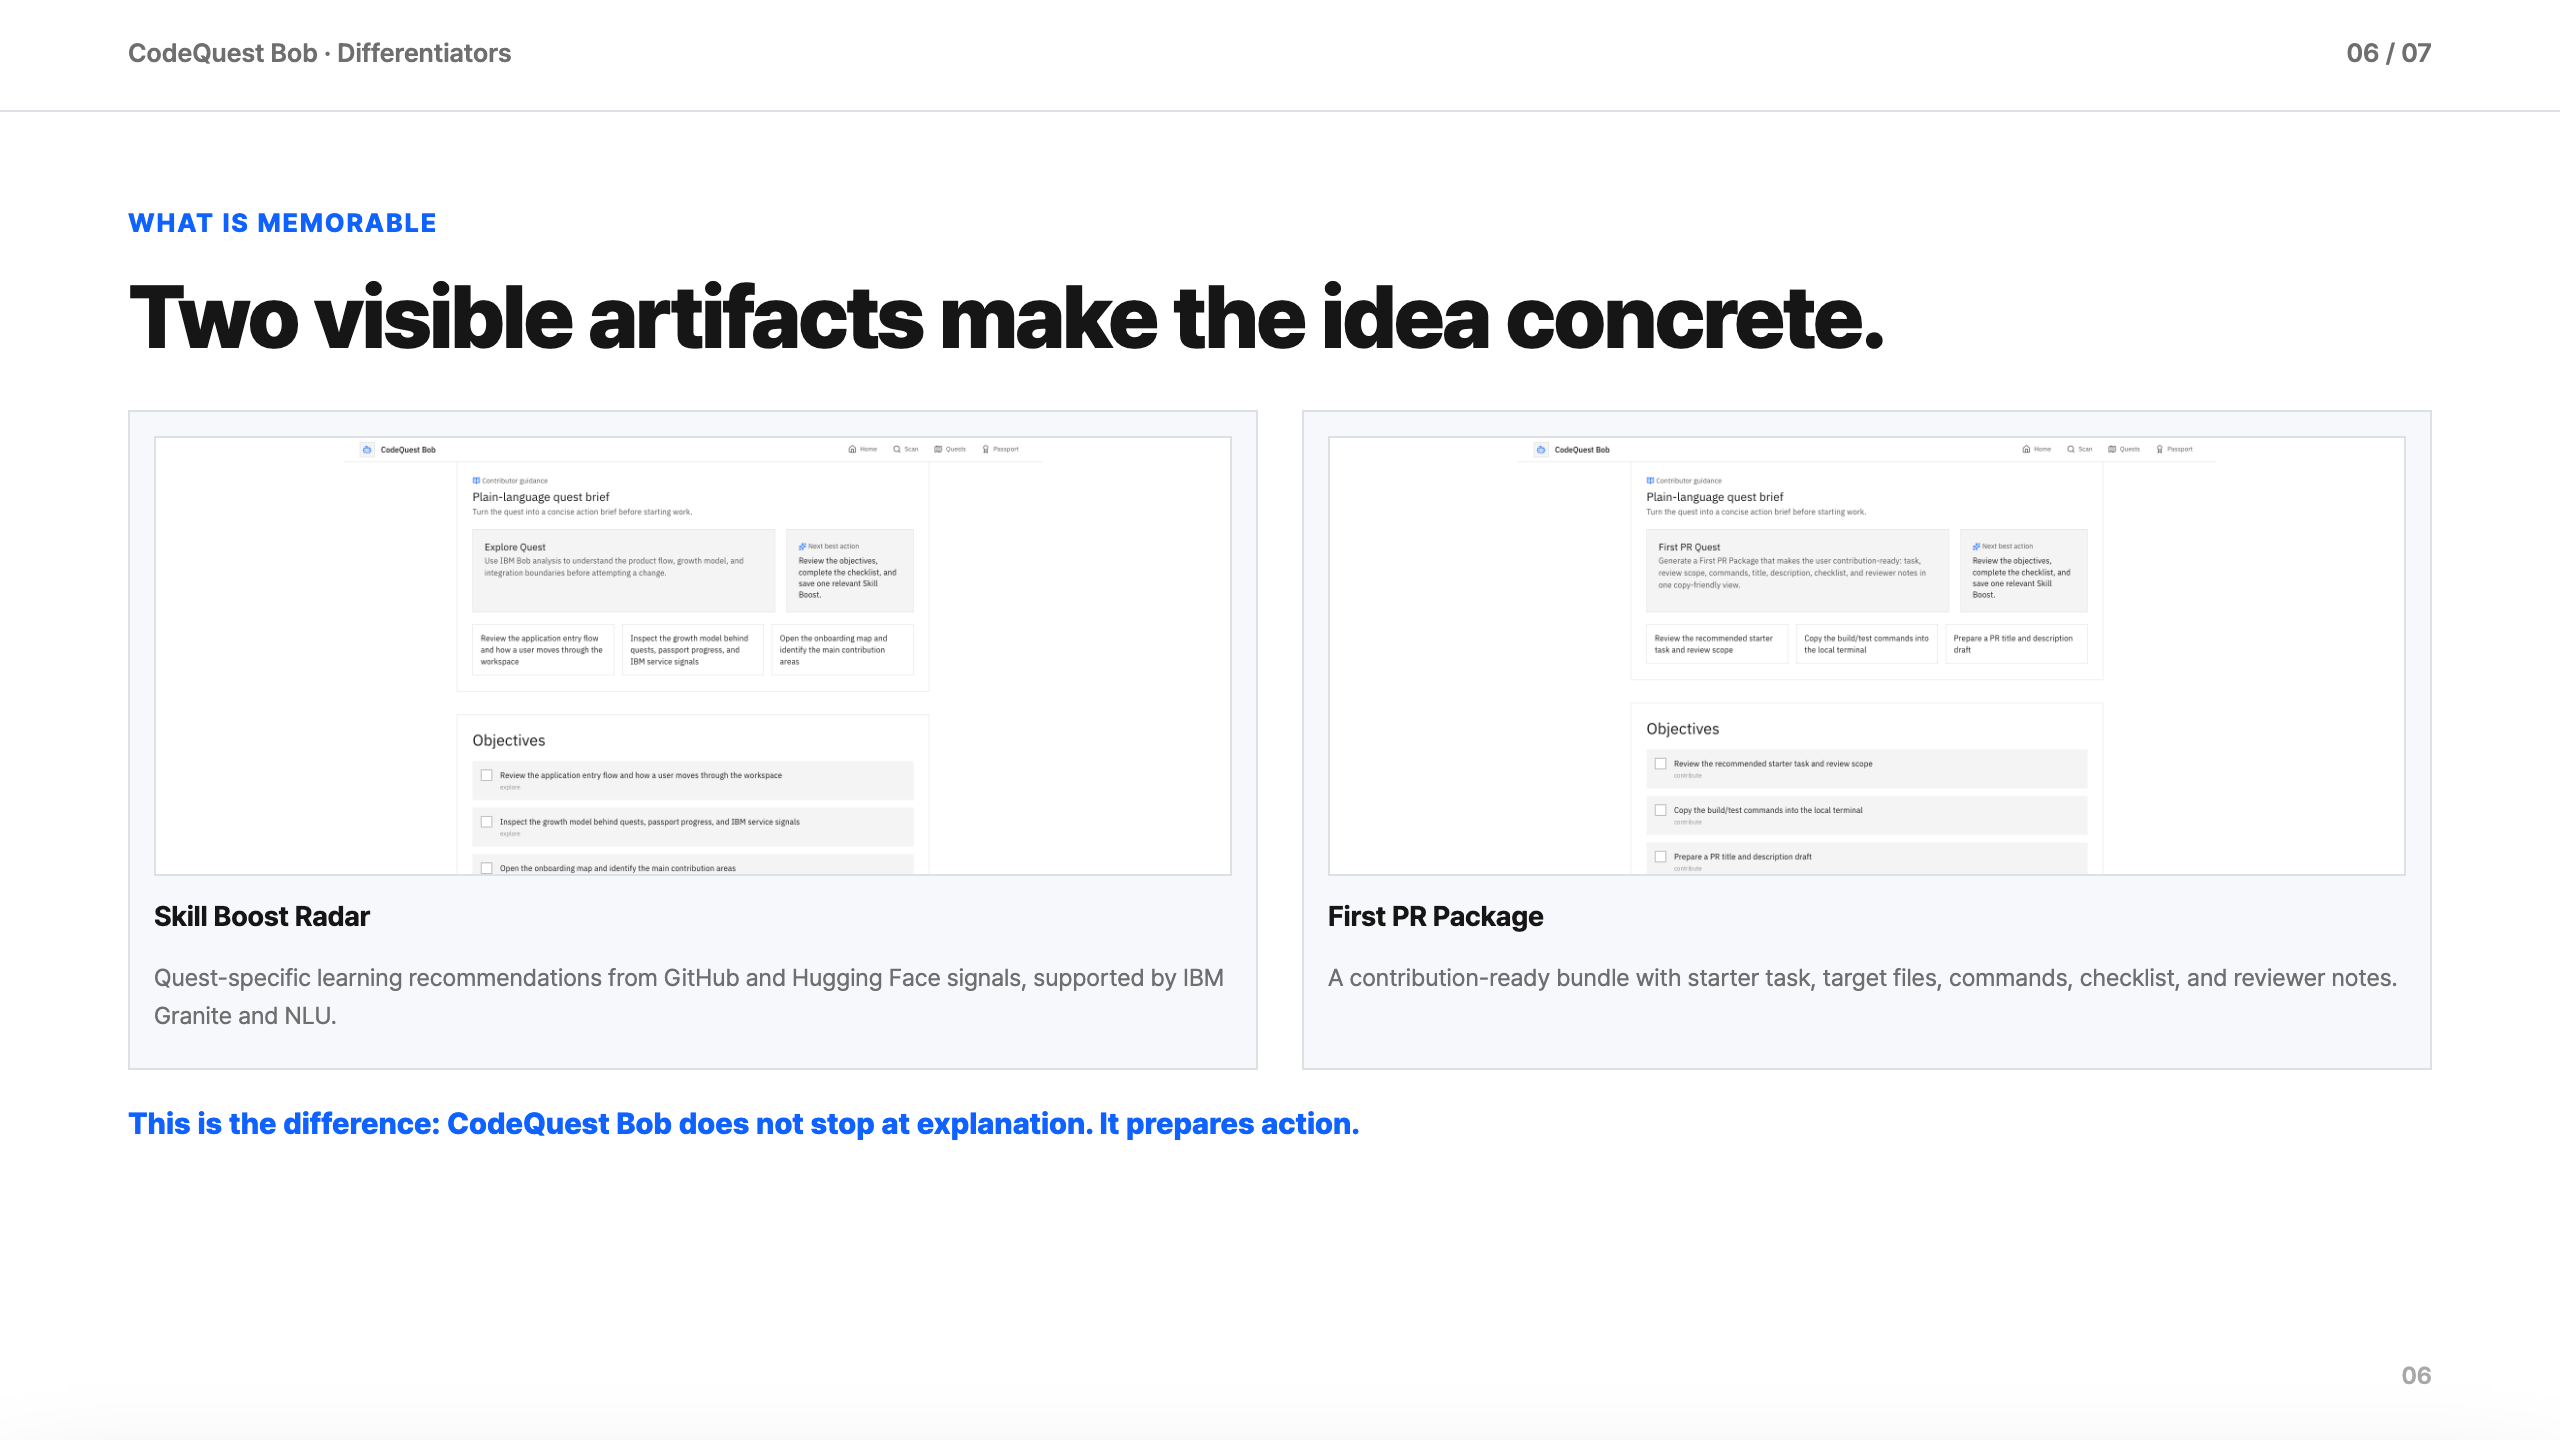 CodeQuest Bob · Differentiators
06 / 07
WHAT IS MEMORABLE
Two visible artifacts make the idea concrete.
CodeQuest Bob
Home
Scan
Quests
Passport
Contributor guidance
Plain-language quest brief
Turn the quest into a concise action brief before starting work.
Explore Quest
Use IBM Bob analysis to understand the product flow, growth model, and
integration boundaries before attempting a change.
Next best action
Review the objectives,
complete the checklist, and
save one relevant Skill
Boost.
Review the application entry flow
and how a user moves through the
workspace
Inspect the growth model behind
quests, passport progress, and
IBM service signals
Open the onboarding map and
identify the main contribution
areas
Objectives
Review the application entry flow and how a user moves through the workspace
explore
Inspect the growth model behind quests, passport progress, and IBM service signals
explore
Open the onboarding map and identify the main contribution areas
Skill Boost Radar
Quest-specific learning recommendations from GitHub and Hugging Face signals, supported by IBM
Granite and NLU.
CodeQuest Bob
Home
Scan
Quests
Passport
Contributor guidance
Plain-language quest brief
Turn the quest into a concise action brief before starting work.
First PR Quest
Generate a First PR Package that makes the user contribution-ready: task,
review scope, commands, title, description, checklist, and reviewer notes in
one copy-friendly view.
Next best action
Review the objectives,
complete the checklist, and
save one relevant Skill
Boost.
Review the recommended starter
task and review scope
Copy the build/test commands into
the local terminal
Prepare a PR title and description
draft
Objectives
Review the recommended starter task and review scope
contribute
Copy the build/test commands into the local terminal
contribute
Prepare a PR title and description draft
contribute
First PR Package
A contribution-ready bundle with starter task, target files, commands, checklist, and reviewer notes.
This is the difference: CodeQuest Bob does not stop at explanation. It prepares action.
06